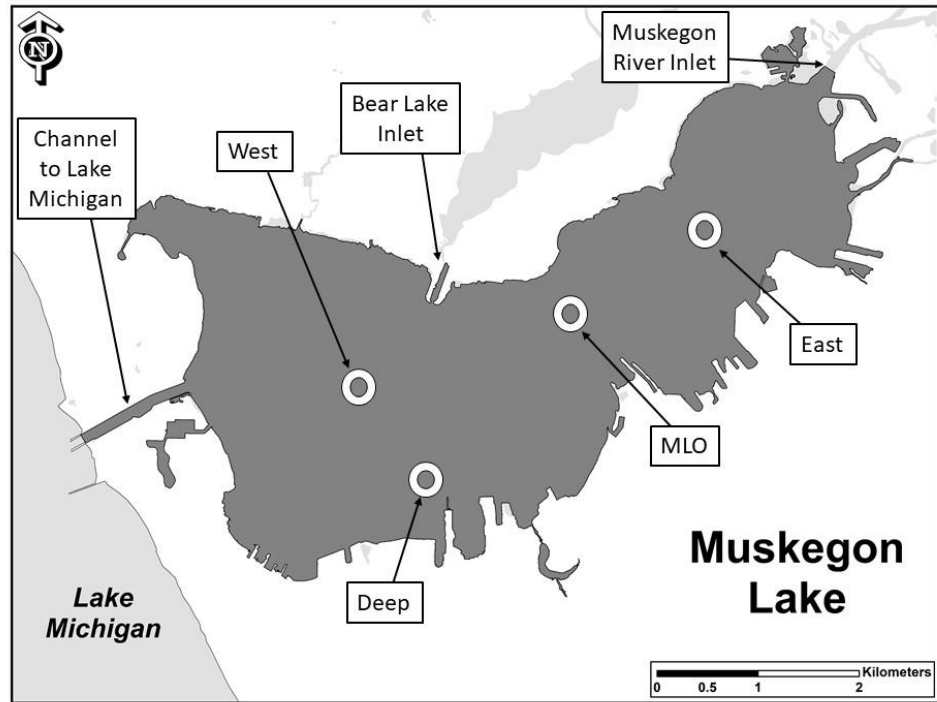 N
Muskegon
River Inlet
Bear Lake
Inlet
Channel
to Lake
Michigan
West
East
MLO
Deep
Muskegon
Lake
Lake
Michigan
Kilometers
0 0.5 1 2